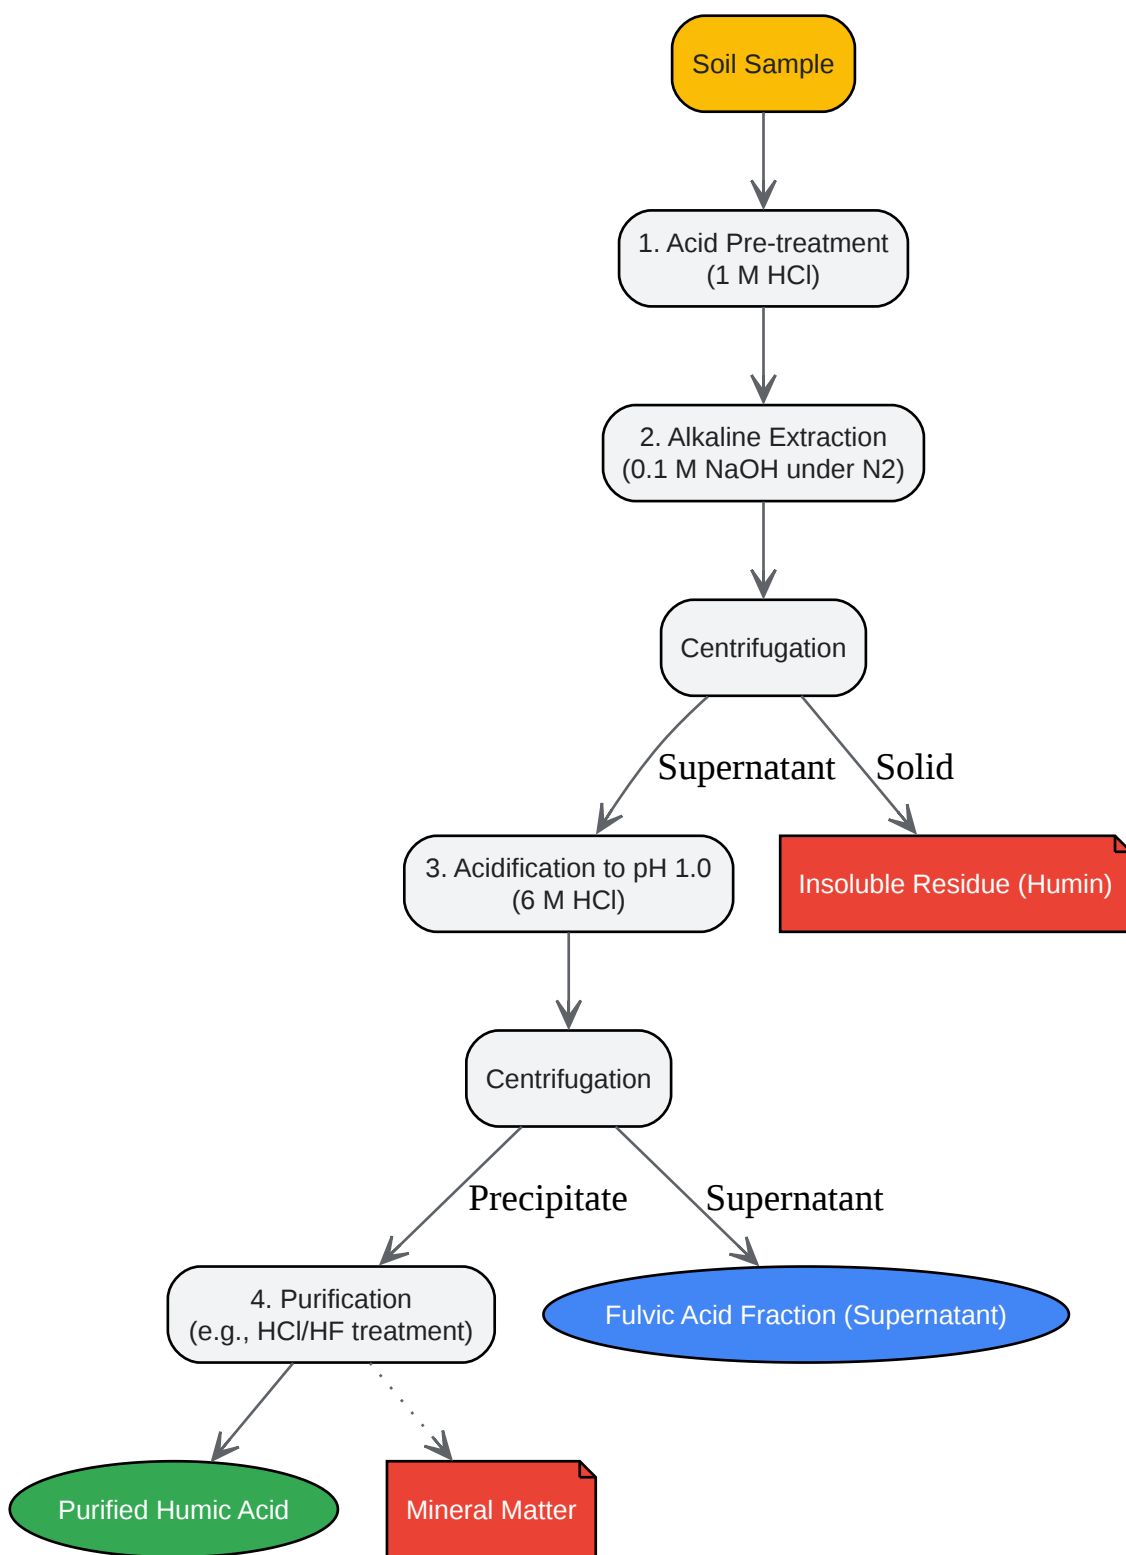 Soil Sample
1. Acid Pre-treatment
(1 M HCl)
2. Alkaline Extraction
(0.1 M NaOH under N2)
Centrifugation
Supernatant
Solid
3. Acidification to pH 1.0
(6 M HCl)
Insoluble Residue (Humin)
Centrifugation
Precipitate
Supernatant
4. Purification
(e.g., HCl/HF treatment)
Fulvic Acid Fraction (Supernatant)
Purified Humic Acid
Mineral Matter